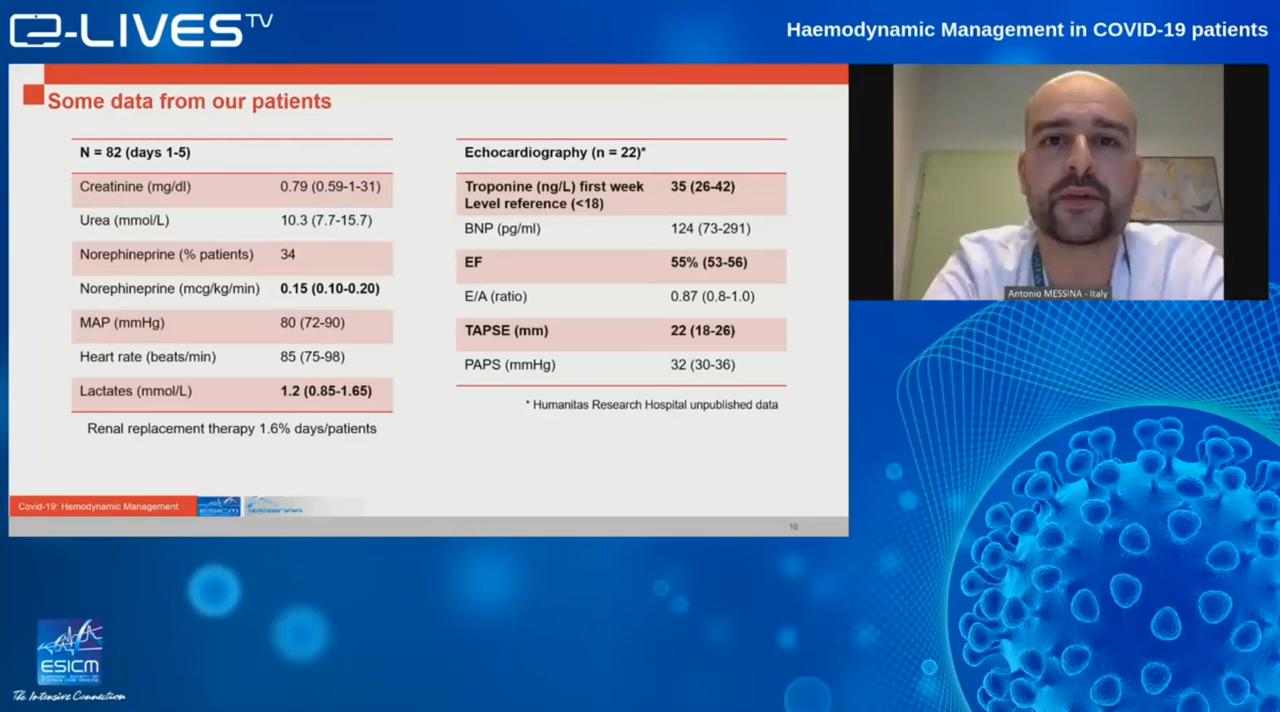 e-LIVES TV
Haemodynamic Management in COVID-19 patients
Some data from our patients
N = 82 (days 1-5)
Creatinine (mg/dl) 0.79 (0.59-1-31)
Urea (mmol/L) 10.3 (7.7-15.7)
Norephineprine (% patients) 34
Norephineprine (mcg/kg/min) 0.15 (0.10-0.20)
MAP (mmHg) 80 (72-90)
Heart rate (beats/min) 85 (75-98)
Lactates (mmol/L) 1.2 (0.85-1.65)
Renal replacement therapy 1.6% days/patients
Echocardiography (n = 22)*
Troponine (ng/L) first week 35 (26-42)
Level reference (<18)
BNP (pg/ml) 124 (73-291)
EF 55% (53-56)
E/A (ratio) 0.87 (0.8-1.0)
TAPSE (mm) 22 (18-26)
PAPS (mmHg) 32 (30-36)
* Humanitas Research Hospital unpublished data
Covid-19: Hemodynamic Management
ESICM
WEBINAR
16
Antonio MESSINA - Italy
ESICM
The Intensive Connection